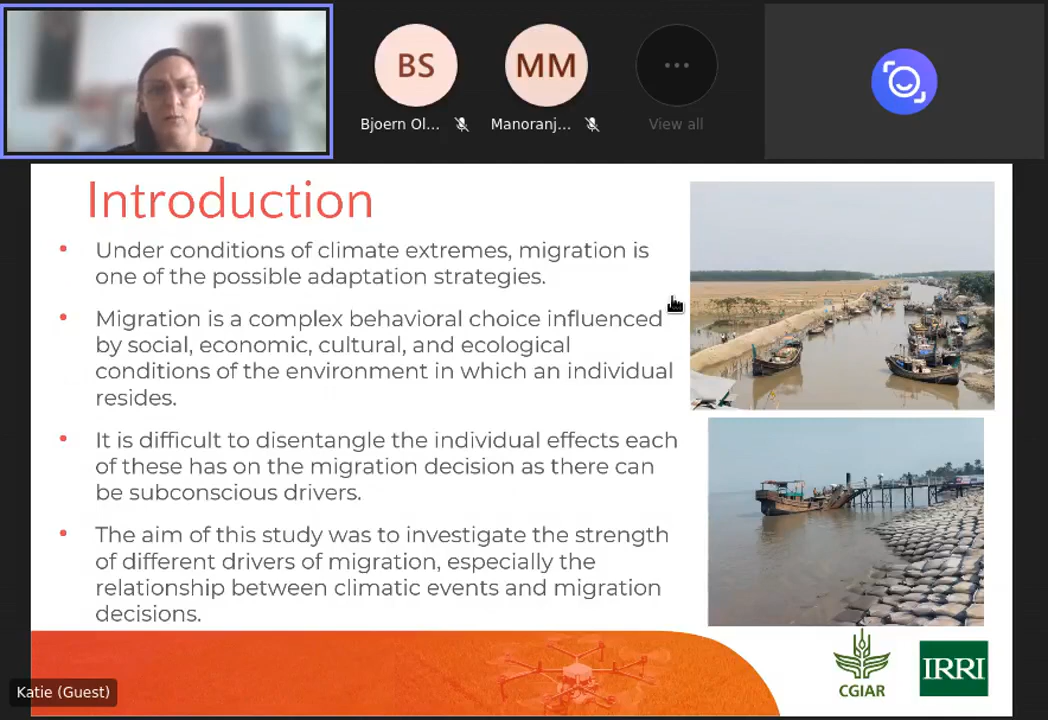 BS
MM
Bjoern Ol...
Manoranj...
View all
Introduction
• Under conditions of climate extremes, migration is
one of the possible adaptation strategies.
• Migration is a complex behavioral choice influenced
by social, economic, cultural, and ecological
conditions of the environment in which an individual
resides.
• It is difficult to disentangle the individual effects each
of these has on the migration decision as there can
be subconscious drivers.
• The aim of this study was to investigate the strength
of different drivers of migration, especially the
relationship between climatic events and migration
decisions.
Katie (Guest)
CGIAR
IRRI